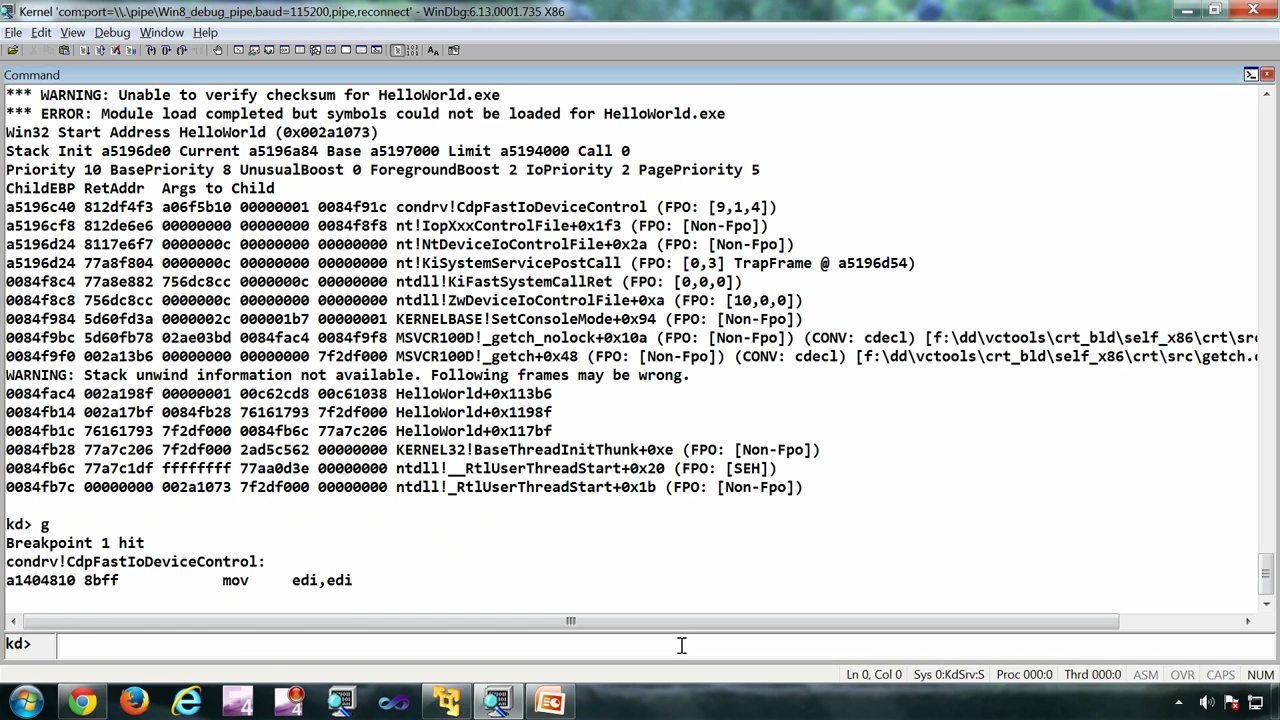 Kernel 'com:port=\\.\pipe\Win8_debug_pipe,baud=115200,pipe,reconnect' - WinDbg:6.13.0001.735 X86
File Edit View Debug Window Help
Command
*** WARNING: Unable to verify checksum for HelloWorld.exe
*** ERROR: Module load completed but symbols could not be loaded for HelloWorld.exe
Win32 Start Address HelloWorld (0x002a1073)
Stack Init a5196de0 Current a5196a84 Base a5197000 Limit a5194000 Call 0
Priority 10 BasePriority 8 UnusualBoost 0 ForegroundBoost 2 IoPriority 2 PagePriority 5
ChildEBP RetAddr  Args to Child
a5196c40 812df4f3 a06f5b10 00000001 0084f91c condrv!CdpFastIoDeviceControl (FPO: [9,1,4])
a5196cf8 812de6e6 00000000 00000000 0084f8f8 nt!IopXxxControlFile+0x1f3 (FPO: [Non-Fpo])
a5196d24 8117e6f7 0000000c 00000000 00000000 nt!NtDeviceIoControlFile+0x2a (FPO: [Non-Fpo])
a5196d24 77a8f804 0000000c 00000000 00000000 nt!KiSystemServicePostCall (FPO: [0,3] TrapFrame @ a5196d54)
0084f8c4 77a8e882 756dc8cc 0000000c 00000000 ntdll!KiFastSystemCallRet (FPO: [0,0,0])
0084f8c8 756dc8cc 0000000c 00000000 00000000 ntdll!ZwDeviceIoControlFile+0xa (FPO: [10,0,0])
0084f984 5d60fd3a 0000002c 000001b7 00000001 KERNELBASE!SetConsoleMode+0x94 (FPO: [Non-Fpo])
0084f9bc 5d60fb78 02ae03bd 0084fac4 0084f9f8 MSVCR100D!_getch_nolock+0x10a (FPO: [Non-Fpo]) (CONV: cdecl) [f:\dd\vctools\crt_bld\self_x86\crt\src
0084f9f0 002a13b6 00000000 00000000 7f2df000 MSVCR100D!_getch+0x48 (FPO: [Non-Fpo]) (CONV: cdecl) [f:\dd\vctools\crt_bld\self_x86\crt\src\getch.c
WARNING: Stack unwind information not available. Following frames may be wrong.
0084fac4 002a198f 00000001 00c62cd8 00c61038 HelloWorld+0x113b6
0084fb14 002a17bf 0084fb28 76161793 7f2df000 HelloWorld+0x1198f
0084fb1c 76161793 7f2df000 0084fb6c 77a7c206 HelloWorld+0x117bf
0084fb28 77a7c206 7f2df000 2ad5c562 00000000 KERNEL32!BaseThreadInitThunk+0xe (FPO: [Non-Fpo])
0084fb6c 77a7c1df ffffffff 77aa0d3e 00000000 ntdll!__RtlUserThreadStart+0x20 (FPO: [SEH])
0084fb7c 00000000 002a1073 7f2df000 00000000 ntdll!_RtlUserThreadStart+0x1b (FPO: [Non-Fpo])
kd> g
Breakpoint 1 hit
condrv!CdpFastIoDeviceControl:
a1404810 8bff            mov     edi,edi
kd>
Ln 0, Col 0 Sys 0:KdSrv:S Proc 000:0 Thrd 000:0 ASM OVR CAPS NUM